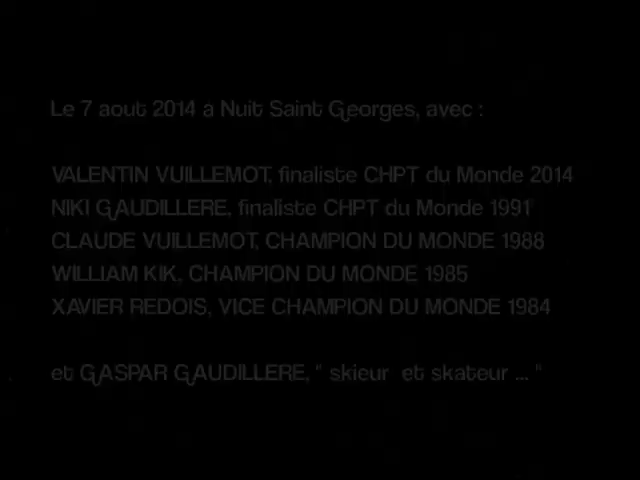 Le 7 aout 2014 a Nuit Saint Georges, avec :
VALENTIN VUILLEMOT, finaliste CHPT du Monde 2014
NIKI GAUDILLERE, finaliste CHPT du Monde 1991
CLAUDE VUILLEMOT, CHAMPION DU MONDE 1988
WILLIAM KIK, CHAMPION DU MONDE 1985
XAVIER REDOIS, VICE CHAMPION DU MONDE 1984
et GASPAR GAUDILLERE, " skieur et skateur ... "